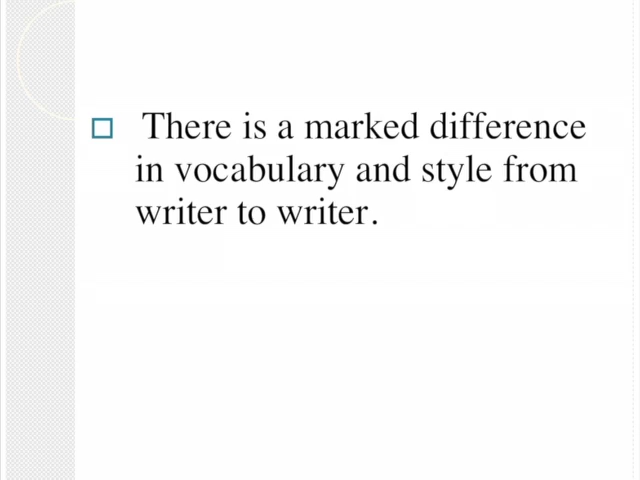 There is a marked difference
in vocabulary and style from
writer to writer.